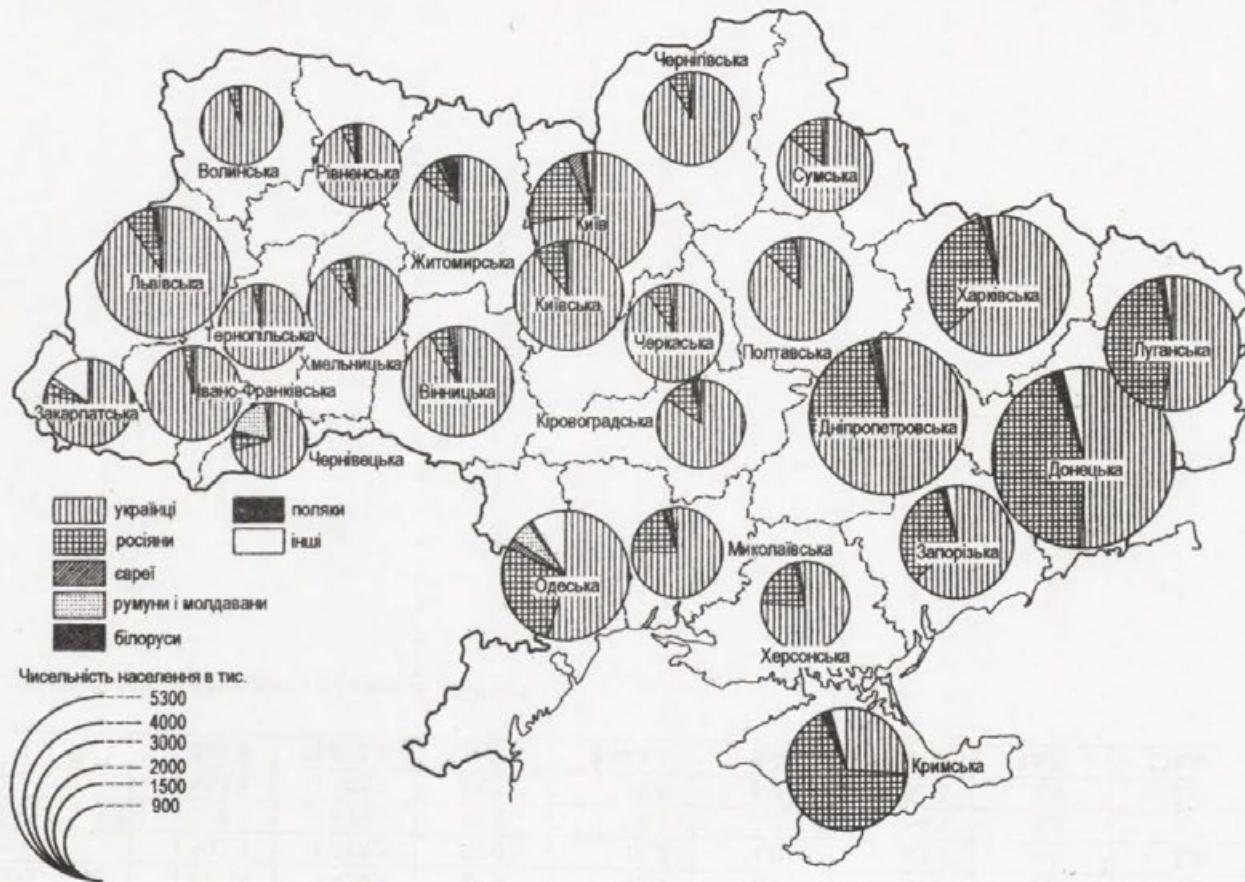 Чернігівська
Волинська
Рівненська
Сумська
Житомирська
Київ
Львівська
Тернопільська
Хмельницька
Київська
Черкаська
Полтавська
Харківська
Луганська
Закарпатська
Івано-Франківська
Вінницька
Кіровоградська
Дніпропетровська
Донецька
Чернівецька
українці
поляки
росіяни
інші
євреї
румуни і молдавани
білоруси
Одеська
Миколаївська
Запорізька
Херсонська
Кримська
Чисельність населення в тис.
5300
4000
3000
2000
1500
900